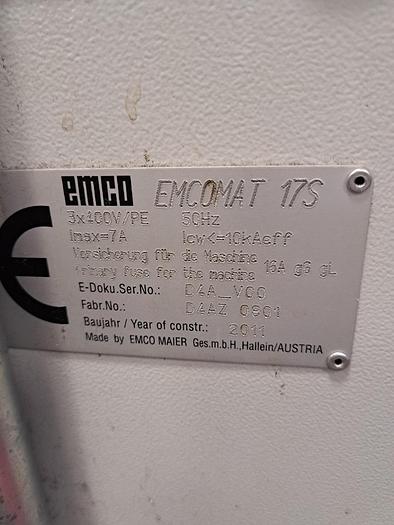 emco EMCOMAT 17S
3x400V/PE 50Hz
Imax=7A Icw<=10kAeff
Vorsicherung für die Maschine
Primary fuse for the machine 16A gG gL
E-Doku.Ser.No.: D4A_V00
Fabr.No.: D4AZ 0801
Baujahr / Year of constr.: 2011
Made by EMCO MAIER Ges.m.b.H.,Hallein/AUSTRIA
CE